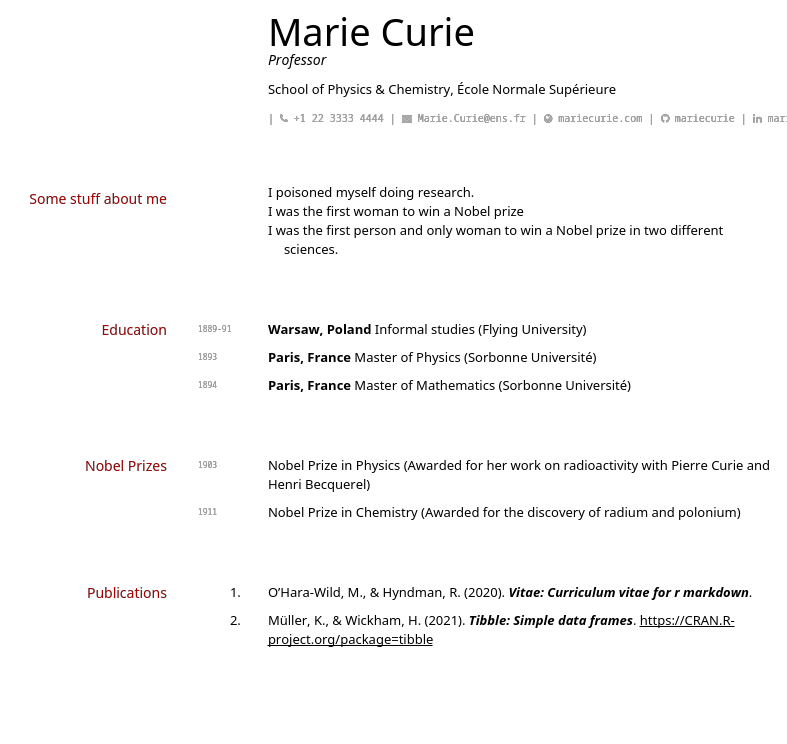 Marie Curie
Professor
School of Physics & Chemistry, École Normale Supérieure
| +1 22 3333 4444 | Marie.Curie@ens.fr | mariecurie.com | mariecurie |
Some stuff about me
I poisoned myself doing research.
I was the first woman to win a Nobel prize
I was the first person and only woman to win a Nobel prize in two different
sciences.
Education
1889-91 Warsaw, Poland Informal studies (Flying University)
1893 Paris, France Master of Physics (Sorbonne Université)
1894 Paris, France Master of Mathematics (Sorbonne Université)
Nobel Prizes
1903 Nobel Prize in Physics (Awarded for her work on radioactivity with Pierre Curie and
Henri Becquerel)
1911 Nobel Prize in Chemistry (Awarded for the discovery of radium and polonium)
Publications
1. O’Hara-Wild, M., & Hyndman, R. (2020). Vitae: Curriculum vitae for r markdown.
2. Müller, K., & Wickham, H. (2021). Tibble: Simple data frames. https://CRAN.R-
project.org/package=tibble